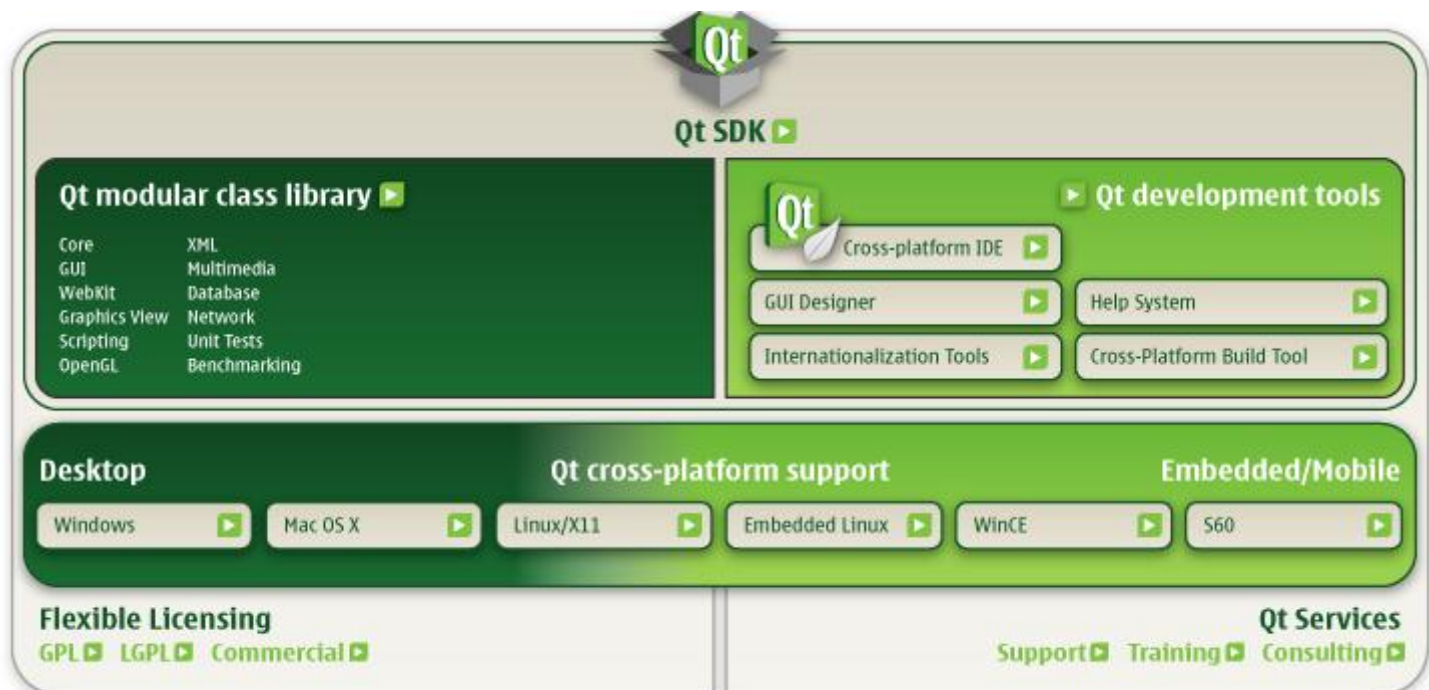 Qt
Qt SDK
Qt modular class library
Core XML
GUI Multimedia
WebKit Database
Graphics View Network
Scripting Unit Tests
OpenGL Benchmarking
Qt development tools
Qt
Cross-platform IDE
GUI Designer Help System
Internationalization Tools Cross-Platform Build Tool
Desktop Qt cross-platform support Embedded/Mobile
Windows Mac OS X Linux/X11 Embedded Linux WinCE S60
Flexible Licensing
GPL LGPL Commercial
Qt Services
Support Training Consulting